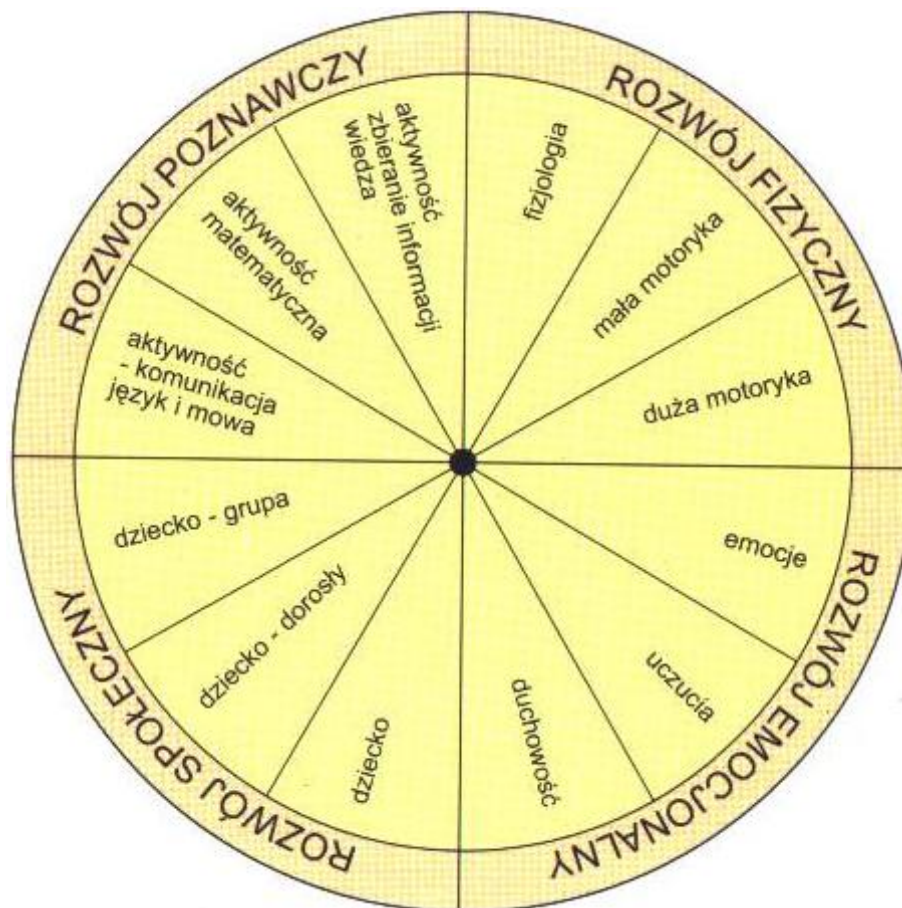 ROZWÓJ POZNAWCZY
aktywność
zbieranie informacji
wiedza
aktywność
matematyczna
aktywność
- komunikacja
język i mowa
ROZWÓJ FIZYCZNY
fizjologia
mała motoryka
duża motoryka
ROZWÓJ EMOCJONALNY
emocje
uczucia
duchowość
ROZWÓJ SPOŁECZNY
dziecko - grupa
dziecko - dorosły
dziecko